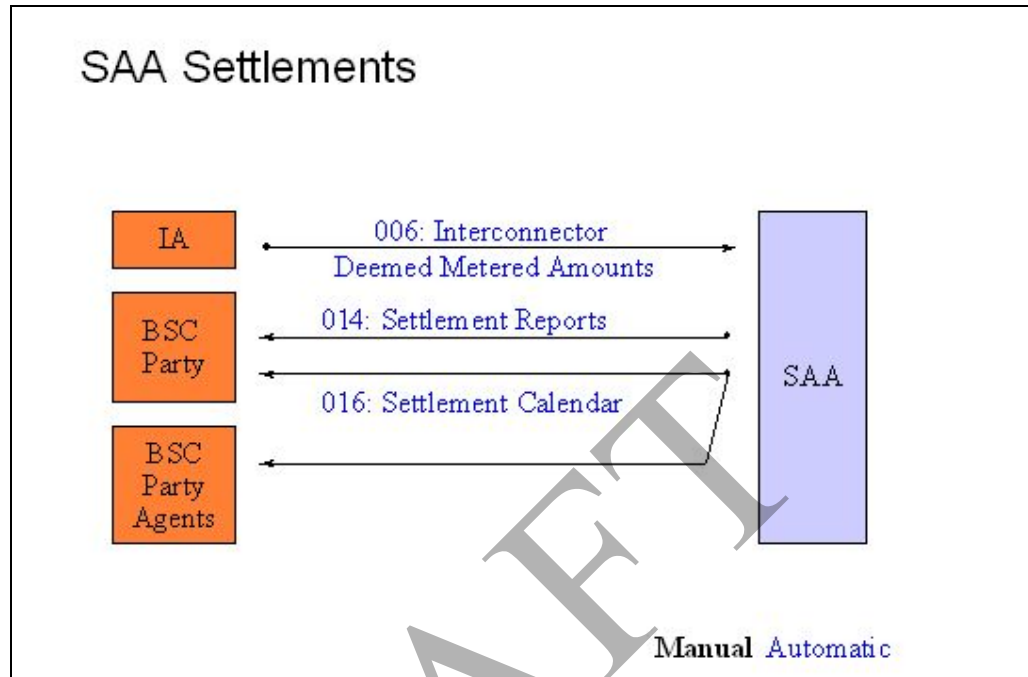 SAA Settlements
IA
006: Interconnector
Deemed Metered Amounts
BSC
Party
014: Settlement Reports
016: Settlement Calendar
SAA
BSC
Party
Agents
Manual Automatic
AFT